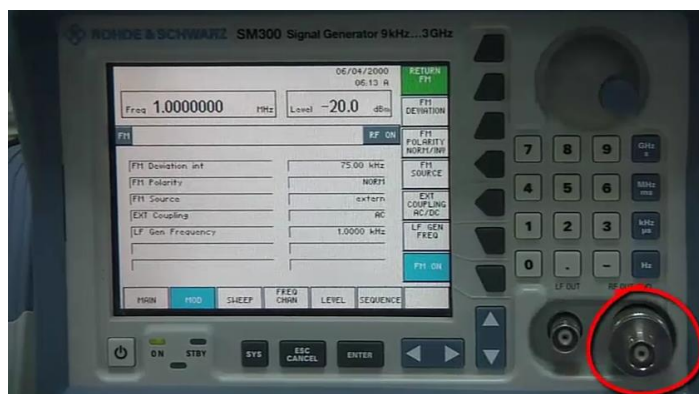 ROHDE & SCHWARZ SM300 Signal Generator 9kHz...3GHz
06/04/2000
06:13 A
Freq 1.0000000 MHz
Level -20.0 dBm
FM
RF ON
FM Deviation int 75.00 kHz
FM Polarity NORM
FM Source extern
EXT Coupling AC
LF Gen Frequency 1.0000 kHz
RETURN
FM
FM
DEVIATION
FM
POLARITY
NORM/INV
FM
SOURCE
EXT
COUPLING
AC/DC
LF GEN
FREQ
FM ON
MAIN
MOD
SWEEP
FREQ
CHAN
LEVEL
SEQUENCE
7 8 9 GHz
4 5 6 MHz
1 2 3 kHz
µs
0 . – Hz
LF OUT
RF OUT
ON
STBY
SYS
ESC
CANCEL
ENTER